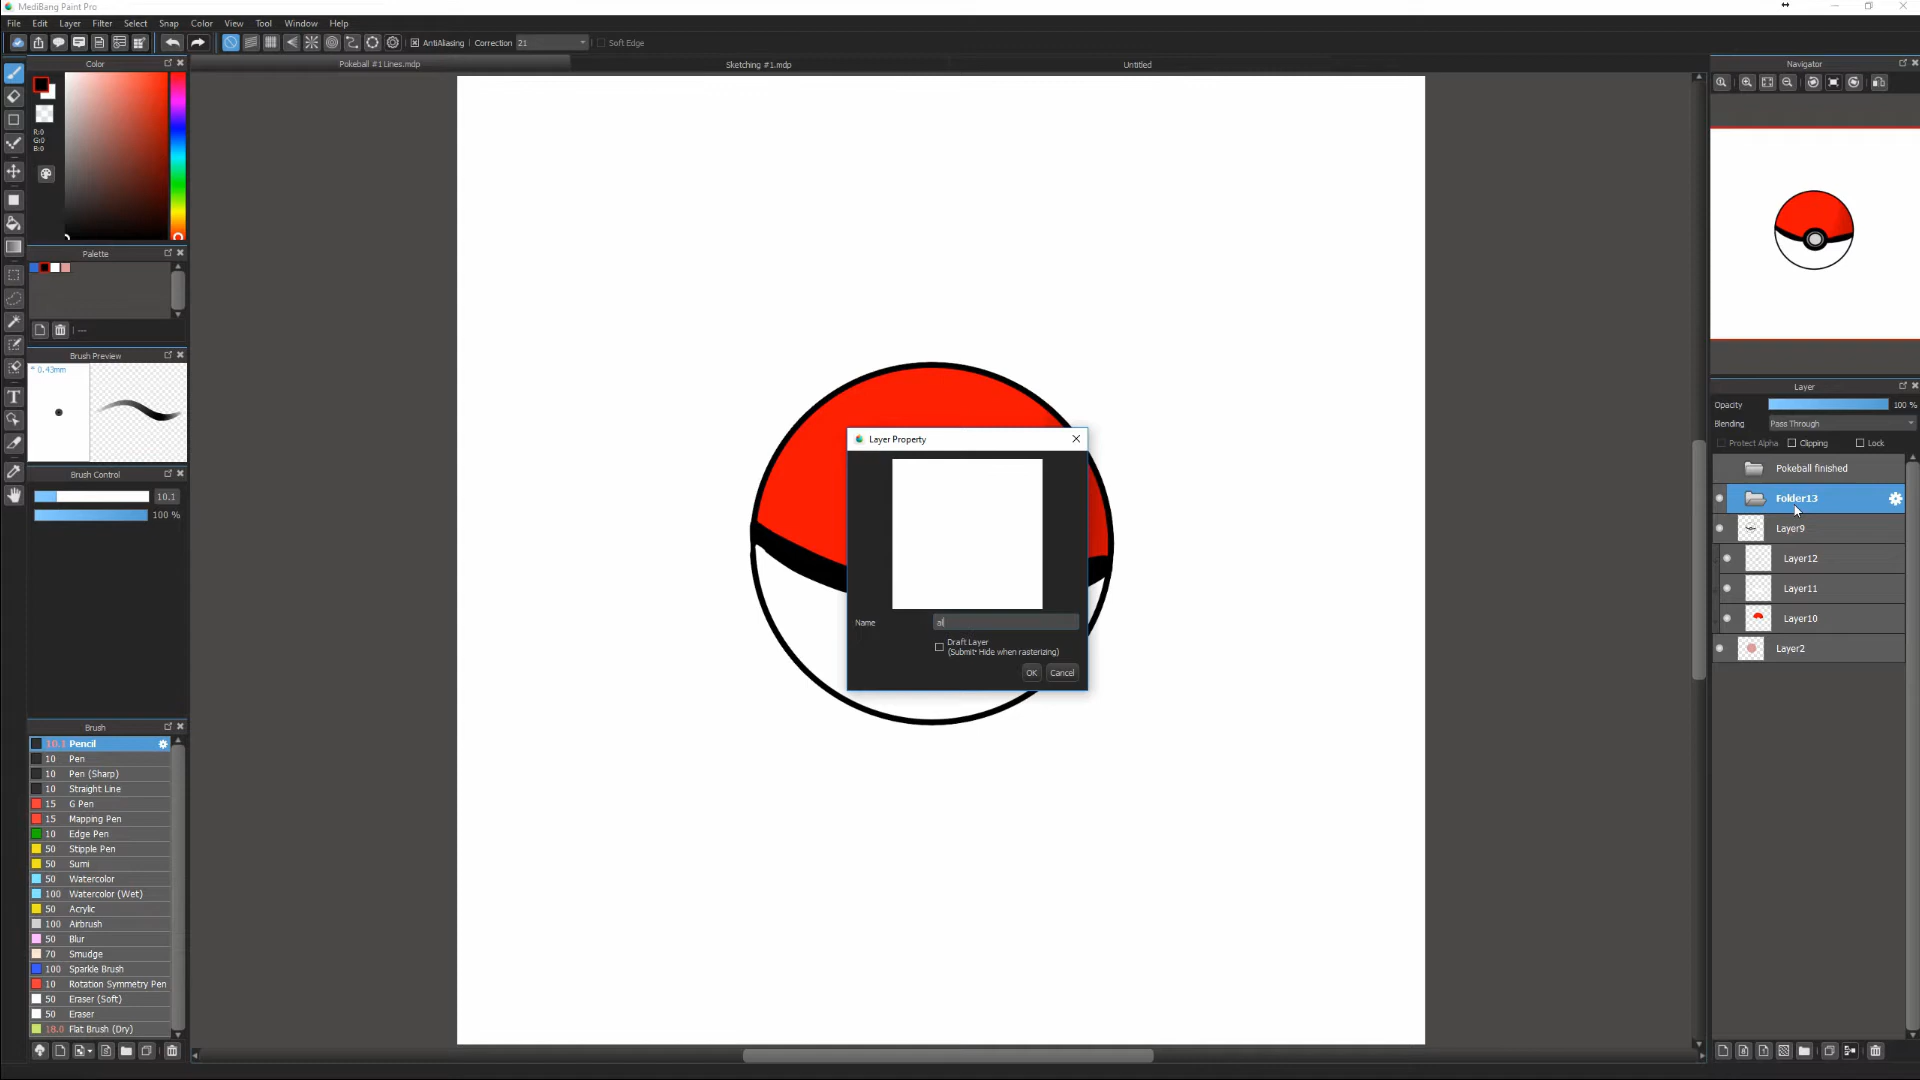 MediBang Paint Pro
File Edit Layer Filter Select Snap Color View Tool Window Help
AntiAliasing Correction 21 Soft Edge
Color
Pokeball #1Lines.mdp
Sketching #1.mdp
Untitled
Navigator
R:0
G:0
B:0
Palette
---
Brush Preview
0.43mm
Brush Control
10.1
100 %
Brush
10.1 Pencil
10 Pen
10 Pen (Sharp)
10 Straight Line
15 G Pen
15 Mapping Pen
10 Edge Pen
50 Stipple Pen
50 Sumi
50 Watercolor
100 Watercolor (Wet)
50 Acrylic
100 Airbrush
50 Blur
70 Smudge
100 Sparkle Brush
10 Rotation Symmetry Pen
50 Eraser (Soft)
50 Eraser
18.0 Flat Brush (Dry)
Layer Property
Name
al
Draft Layer
(Submit· Hide when rasterizing)
OK Cancel
Layer
Opacity 100 %
Blending Pass Through
Protect Alpha Clipping Lock
Pokeball finished
Folder13
Layer9
Layer12
Layer11
Layer10
Layer2